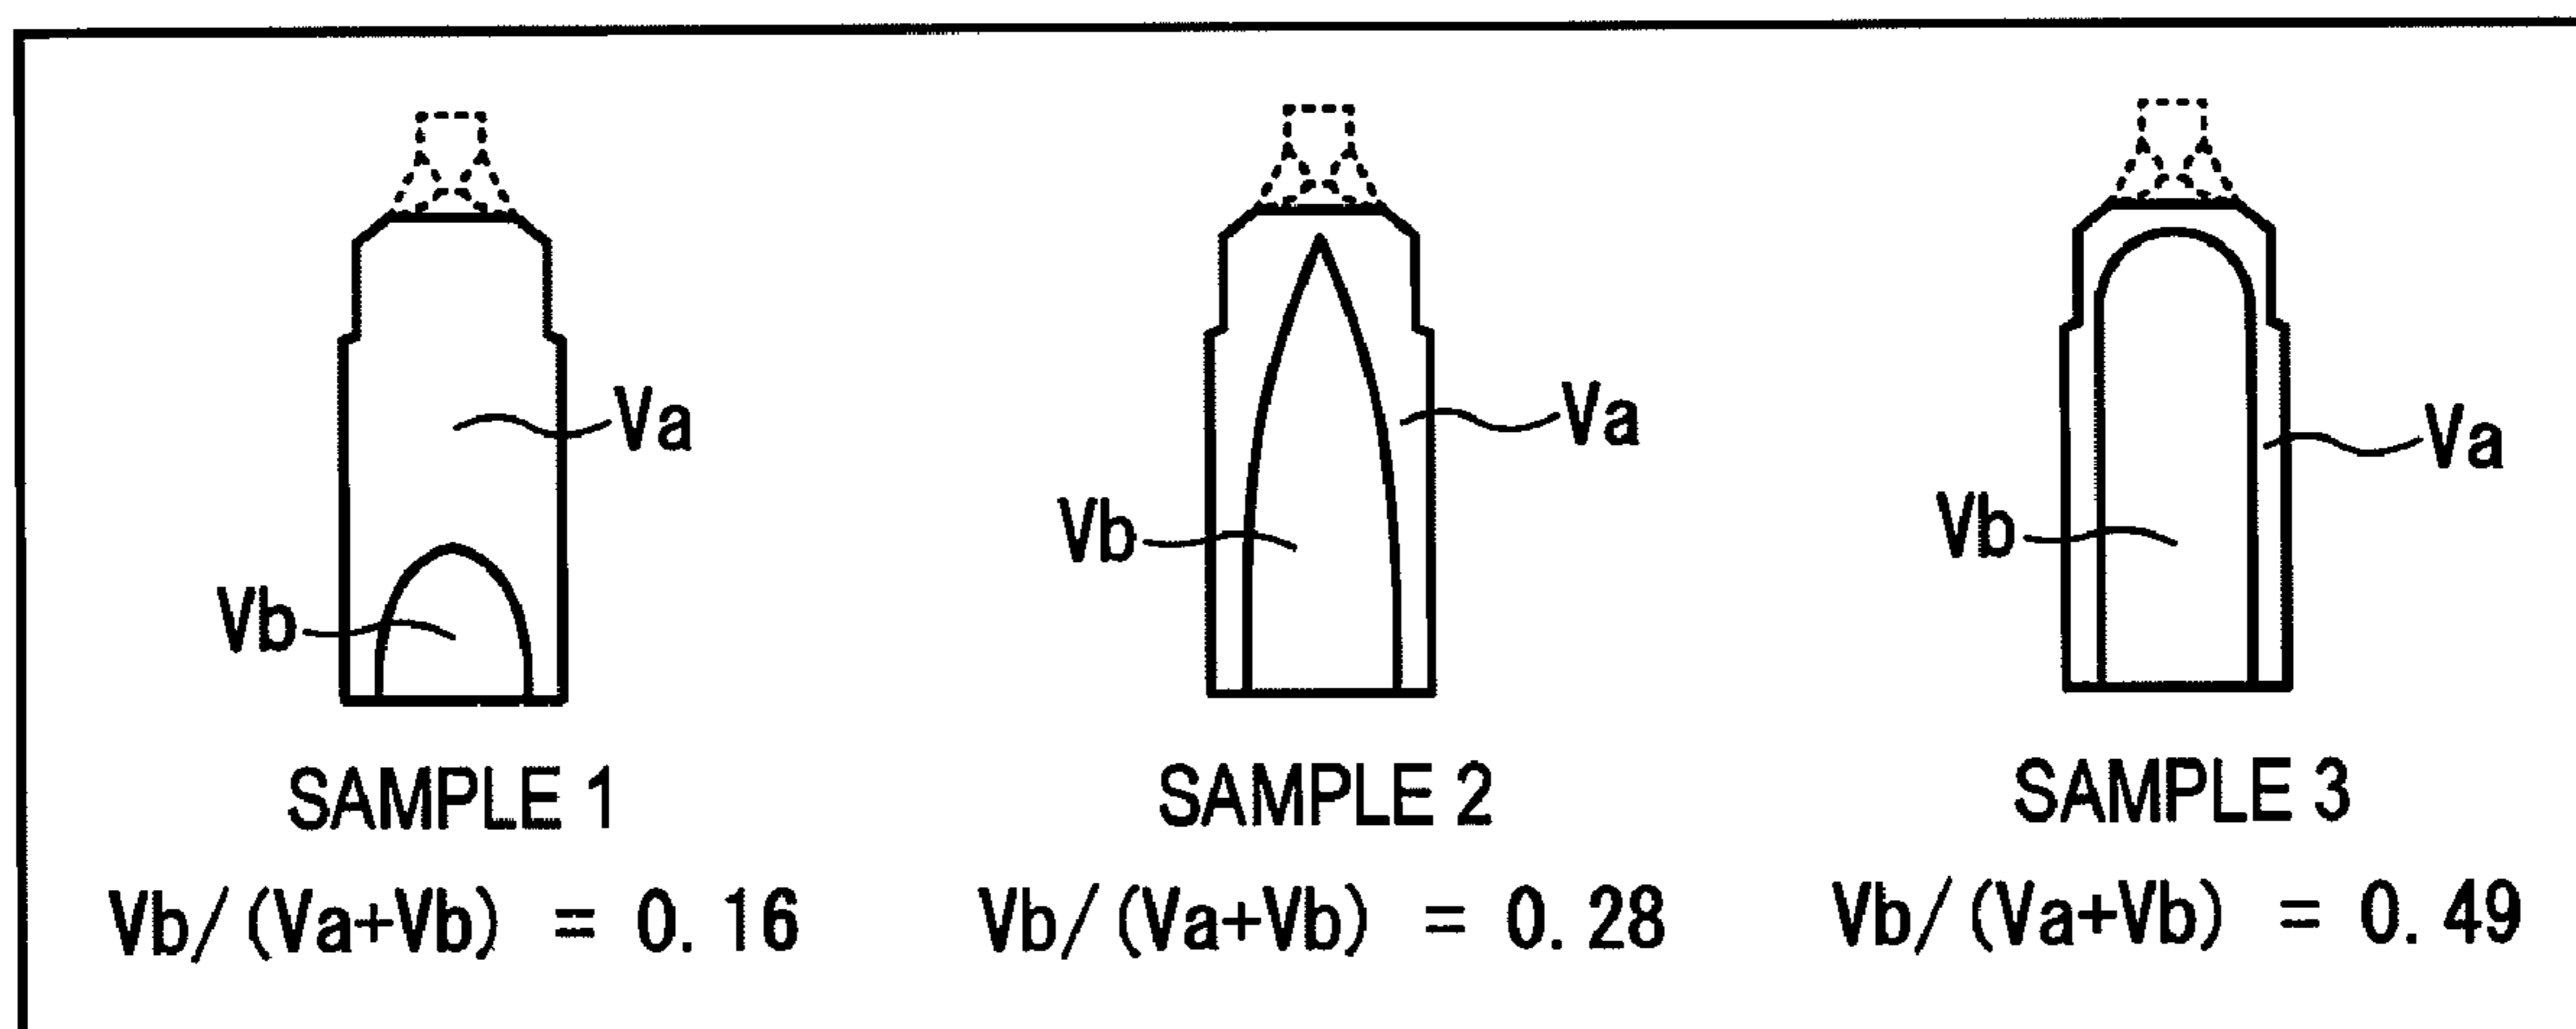 Va
Vb
Va
Vb
Va
Vb
SAMPLE 1
SAMPLE 2
SAMPLE 3
Vb/(Va+Vb) = 0.16
Vb/(Va+Vb) = 0.28
Vb/(Va+Vb) = 0.49